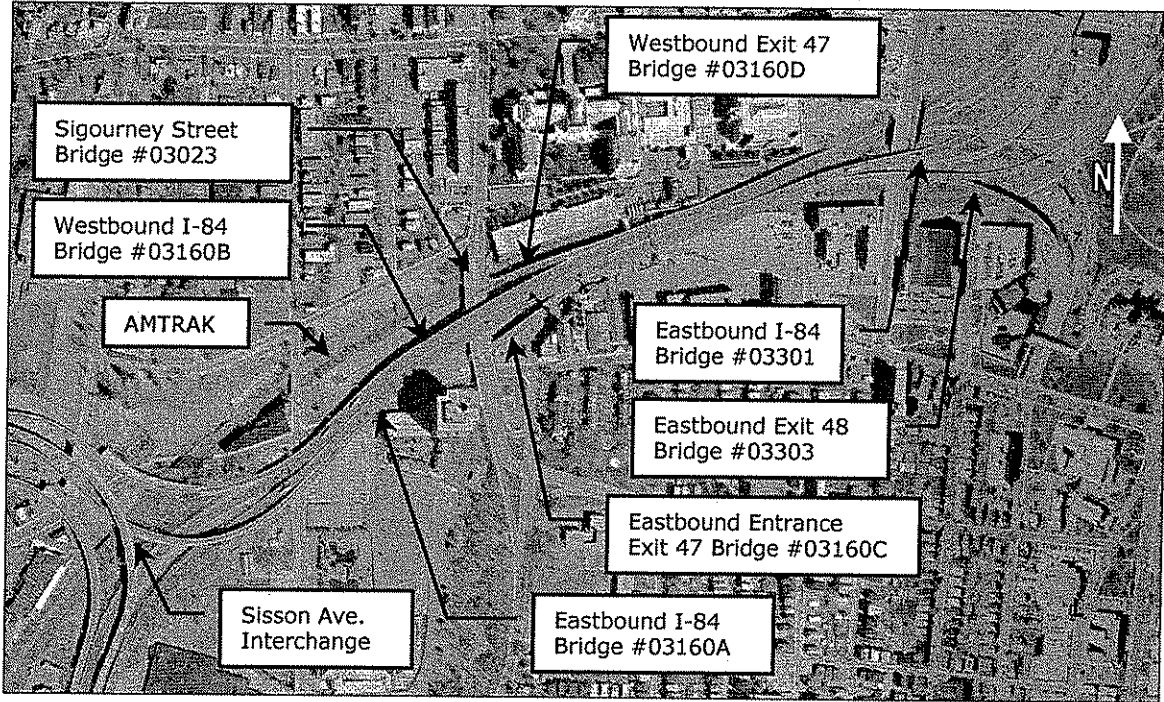 Westbound Exit 47
Bridge #03160D
Sigourney Street
Bridge #03023
Westbound I-84
Bridge #03160B
AMTRAK
N
Eastbound I-84
Bridge #03301
Eastbound Exit 48
Bridge #03303
Eastbound Entrance
Exit 47 Bridge #03160C
Sisson Ave.
Interchange
Eastbound I-84
Bridge #03160A